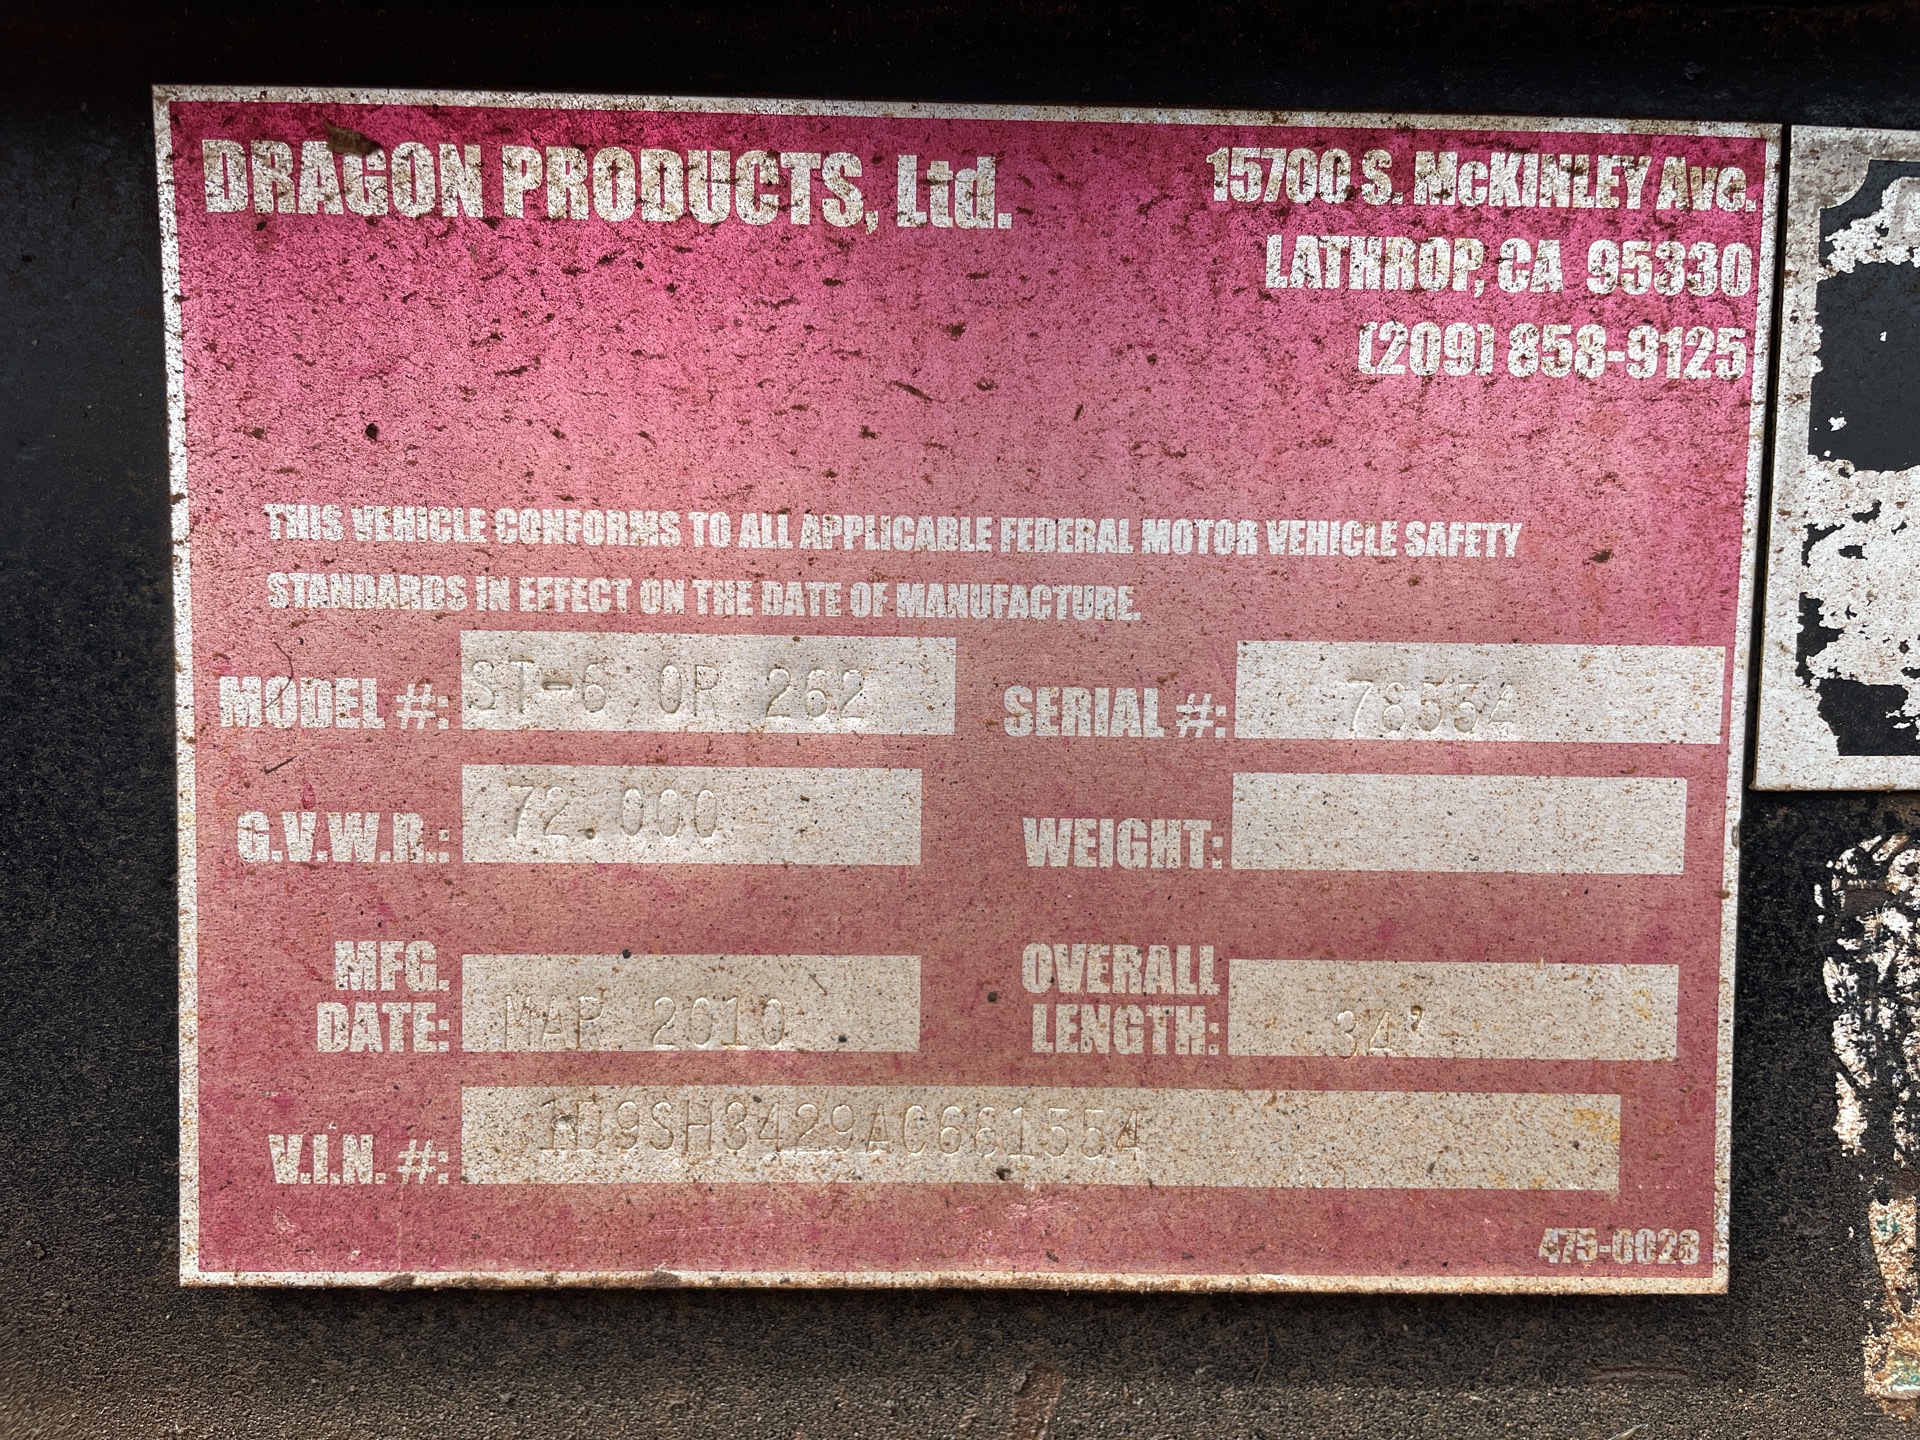 DRAGON PRODUCTS, Ltd.
15700 S. McKINLEY Ave.
LATHROP, CA 95330
(209) 858-9125
THIS VEHICLE CONFORMS TO ALL APPLICABLE FEDERAL MOTOR VEHICLE SAFETY
STANDARDS IN EFFECT ON THE DATE OF MANUFACTURE.
MODEL #: ST-6 OR 262 SERIAL #: 78534
G.V.W.R.: 72.000 WEIGHT:
MFG. DATE: MAR 2010 OVERALL LENGTH: 34'
V.I.N. #: 1D9SH3429AC661554
475-0028